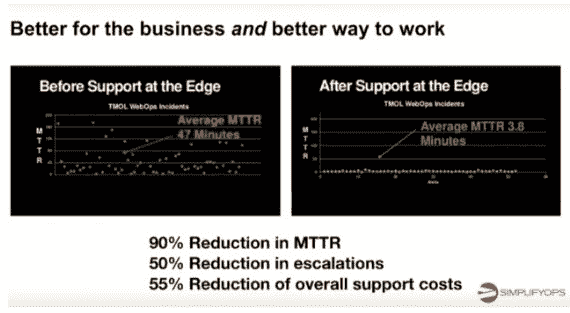 Better for the business and better way to work
Before Support at the Edge
TMOL WebOps Incidents
Average MTTR
47 Minutes
MTTR
After Support at the Edge
TMOL WebOps Incidents
Average MTTR 3.8
Minutes
MTTR
90% Reduction in MTTR
50% Reduction in escalations
55% Reduction of overall support costs
SIMPLIFYOPS